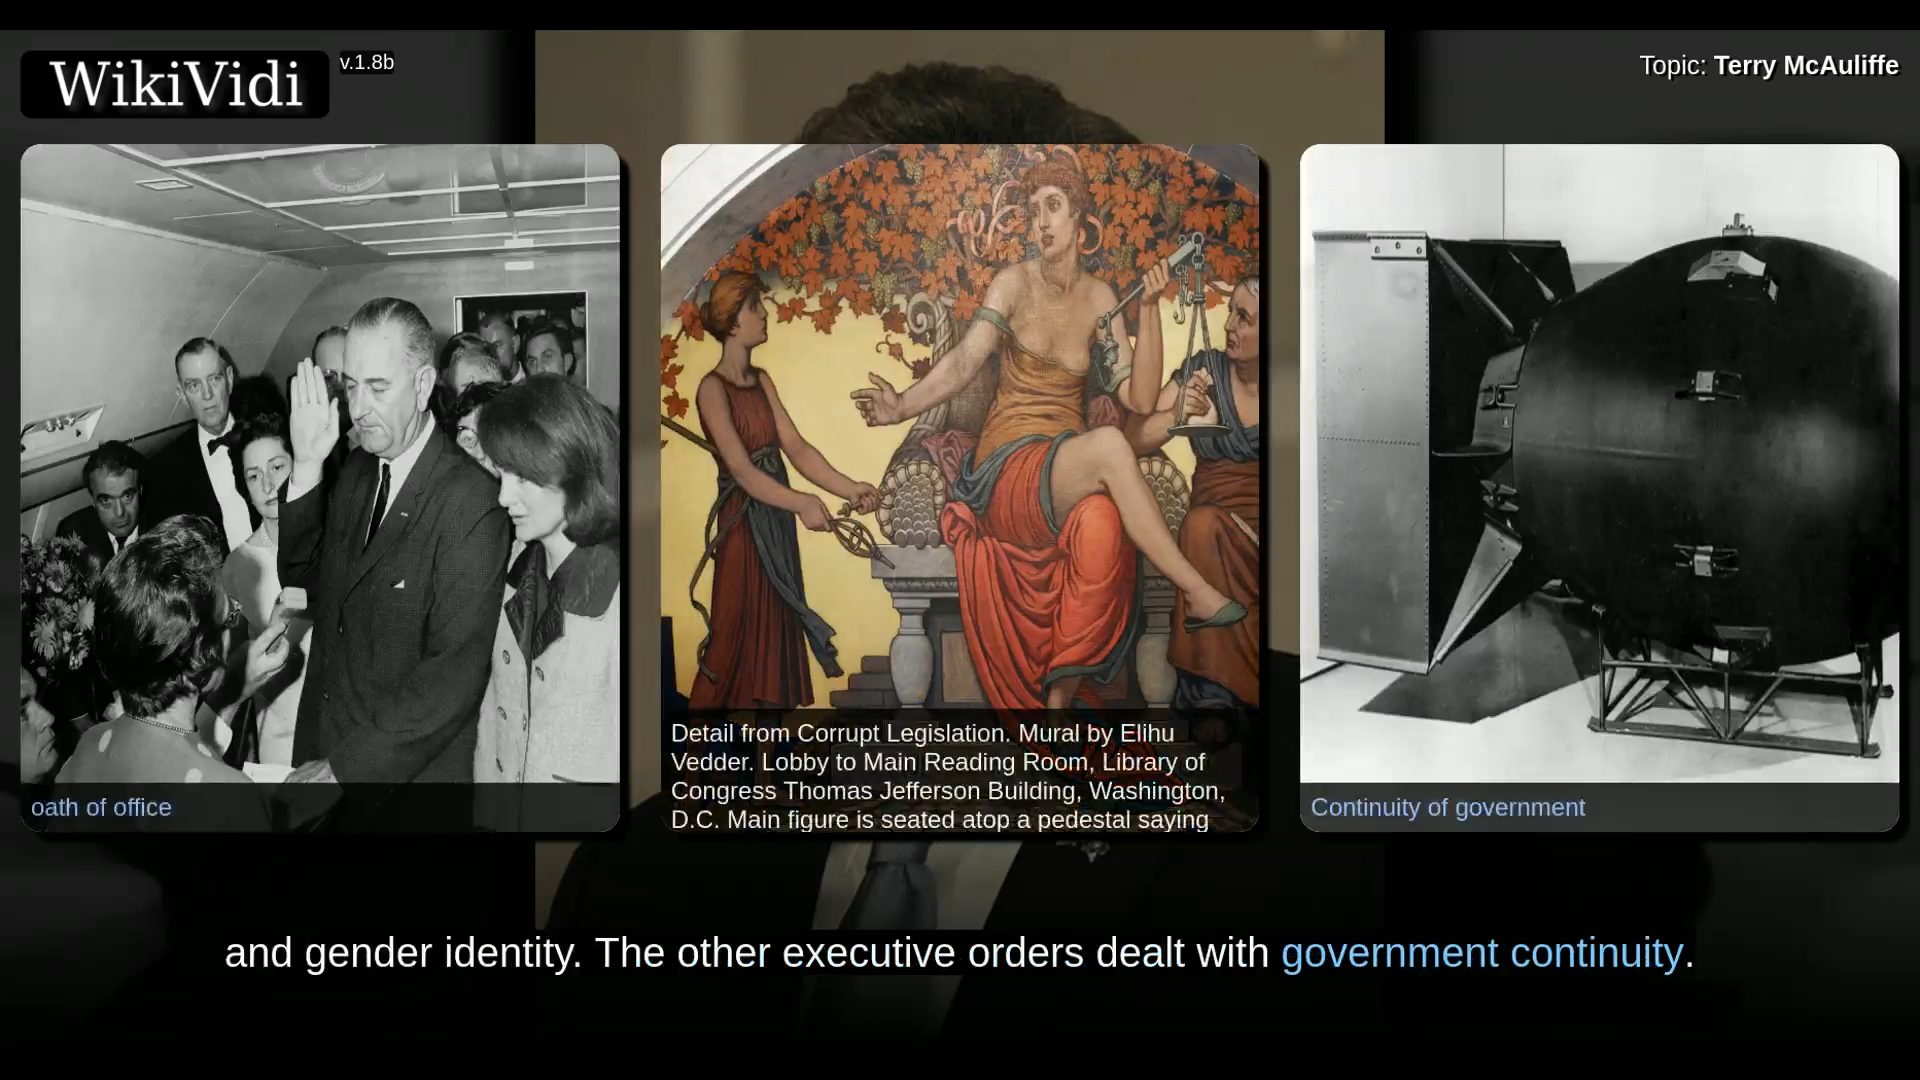 WikiVidi
v.1.8b
Topic: Terry McAuliffe
oath of office
Detail from Corrupt Legislation. Mural by Elihu
Vedder. Lobby to Main Reading Room, Library of
Congress Thomas Jefferson Building, Washington,
D.C. Main figure is seated atop a pedestal saying
Continuity of government
and gender identity. The other executive orders dealt with government continuity.